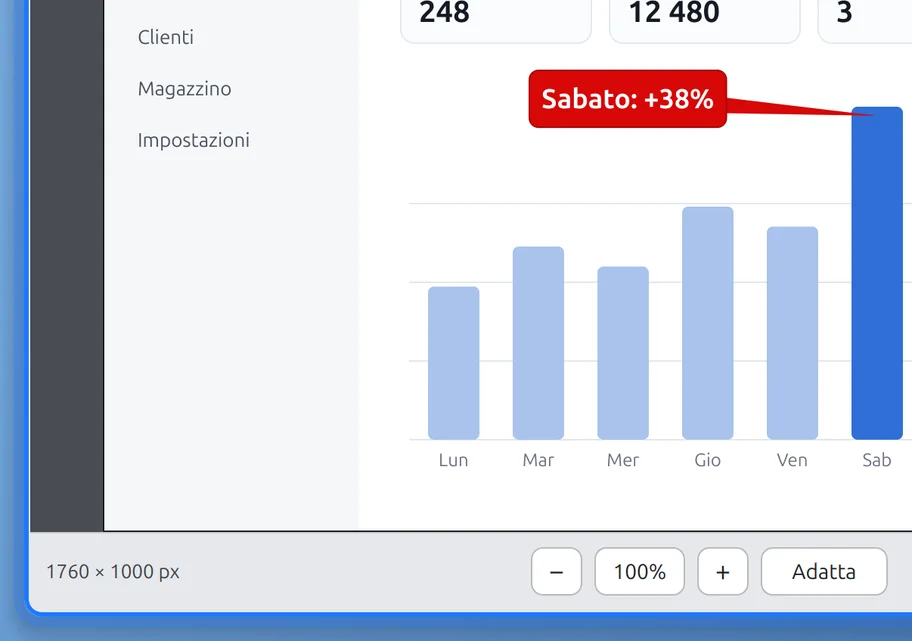 248
12 480
3
Clienti
Magazzino
Impostazioni
Sabato: +38%
Lun
Mar
Mer
Gio
Ven
Sab
1760 × 1000 px
−
100%
+
Adatta